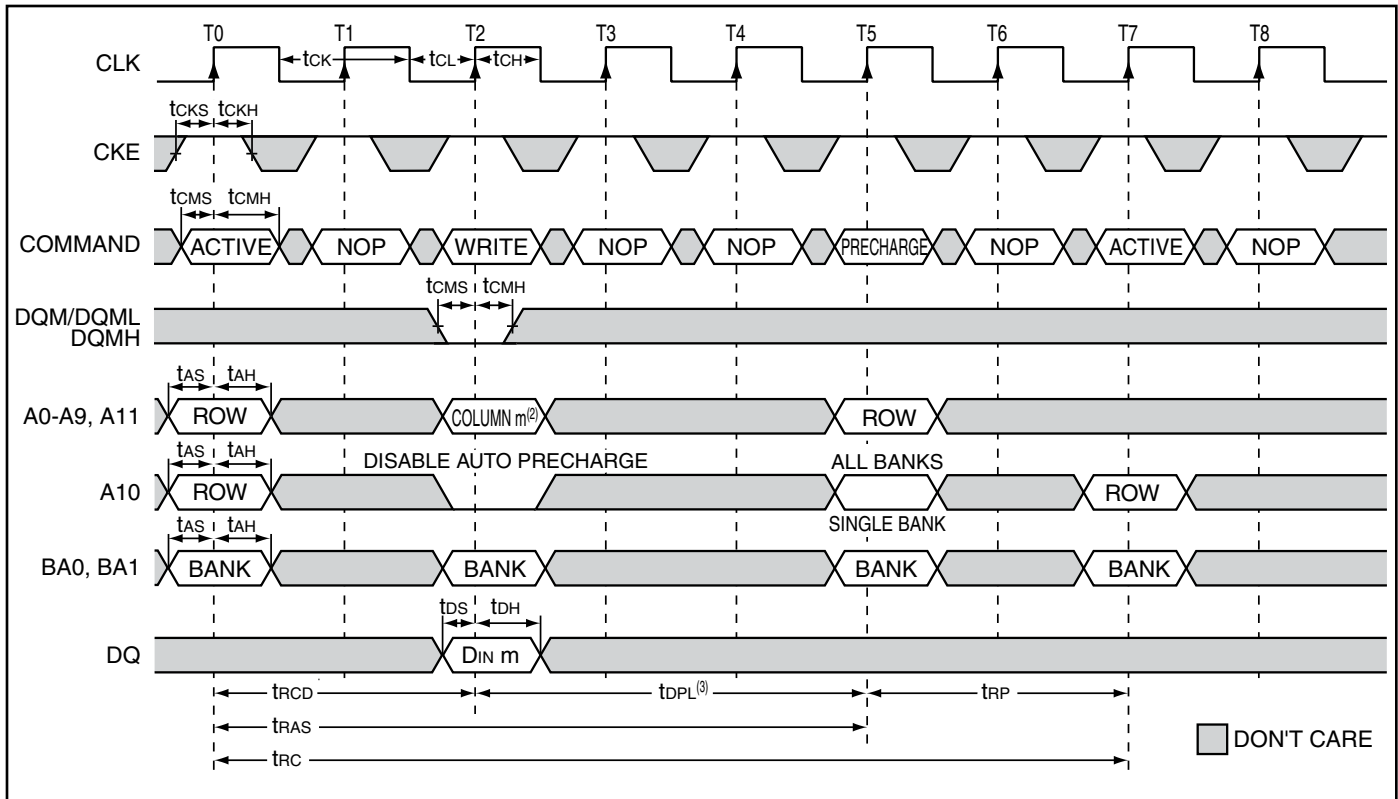 T0 T1 T2 T3 T4 T5 T6 T7 T8
CLK
tCK tCL tCH
tCKS tCKH
CKE
tCMS tCMH
COMMAND ACTIVE NOP WRITE NOP NOP PRECHARGE NOP ACTIVE NOP
tCMS tCMH
DQM/DQML
DQMH
tAS tAH
A0-A9, A11 ROW COLUMN m(2) ROW
tAS tAH DISABLE AUTO PRECHARGE ALL BANKS
A10 ROW ROW
tAS tAH SINGLE BANK
BA0, BA1 BANK BANK BANK BANK
tDS tDH
DQ DIN m
tRCD tDPL(3) tRP
tRAS
tRC
DON'T CARE